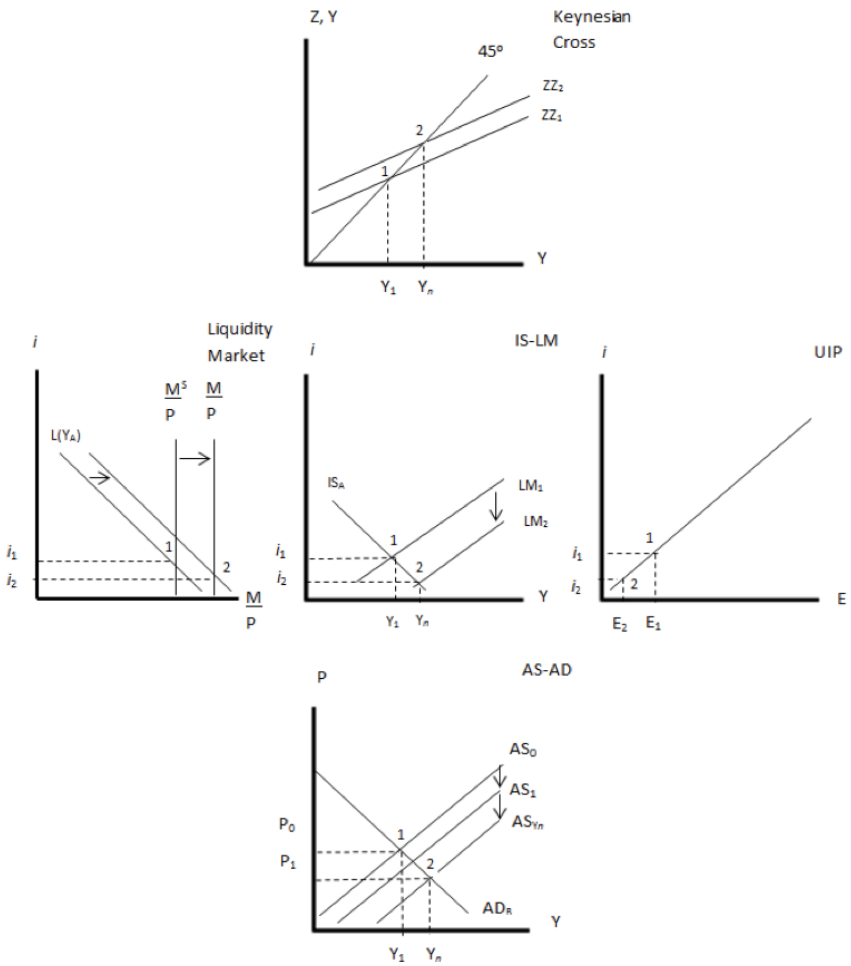 Z, Y
Keynesian
Cross
45º
ZZ₂
ZZ₁
2
1
Y
Y₁
Yₙ
Liquidity
Market
i
Mˢ
P
M
P
L(Y_A)
1
2
i₁
i₂
M
P
IS-LM
i
IS_A
LM₁
LM₂
1
2
i₁
i₂
Y
Y₁
Yₙ
UIP
i
1
i₁
i₂
2
E
E₂
E₁
AS-AD
P
AS₀
AS₁
AS_Yn
P₀
P₁
1
2
AD_R
Y
Y₁
Yₙ